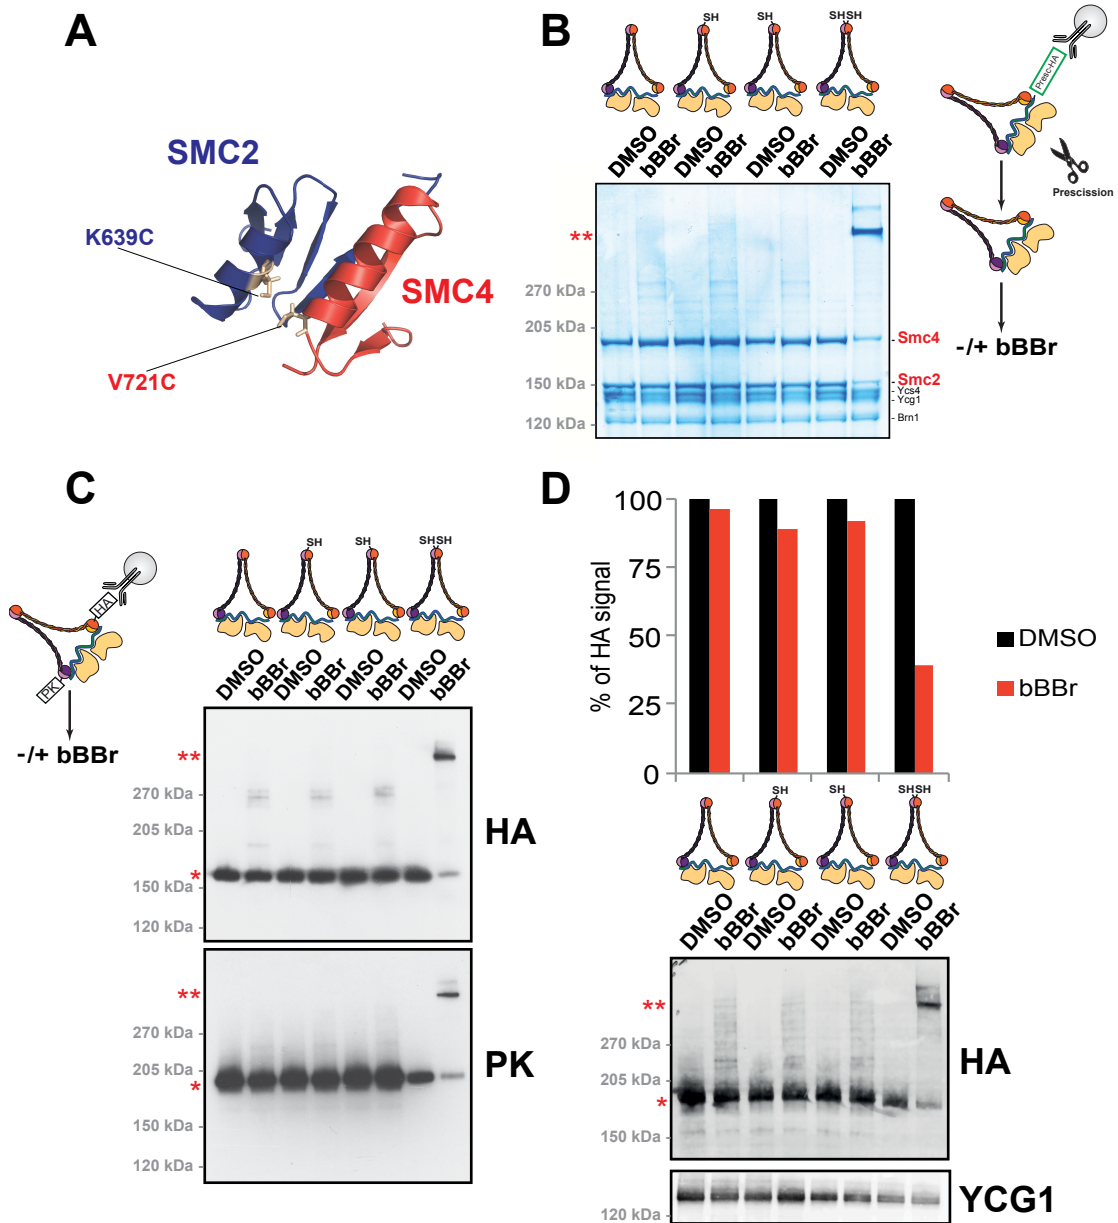 A
SMC2
K639C
SMC4
V721C
B
SH
SH
SHSH
DMSO
bBBr
DMSO
bBBr
DMSO
bBBr
DMSO
bBBr
**
270 kDa -
205 kDa -
150 kDa -
120 kDa -
- Smc4
- Smc2
- Ycs4
- Ycg1
- Brn1
Presc-HA
Prescission
-/+ bBBr
C
HA
PK
-/+ bBBr
SH
SH
SHSH
DMSO
bBBr
DMSO
bBBr
DMSO
bBBr
DMSO
bBBr
**
270 kDa -
205 kDa -
*
150 kDa -
120 kDa -
HA
**
270 kDa -
205 kDa -
*
150 kDa -
120 kDa -
PK
D
% of HA signal
100
75
50
25
0
DMSO
bBBr
SH
SH
SHSH
DMSO
bBBr
DMSO
bBBr
DMSO
bBBr
DMSO
bBBr
**
270 kDa -
205 kDa -
*
150 kDa -
HA
120 kDa -
YCG1